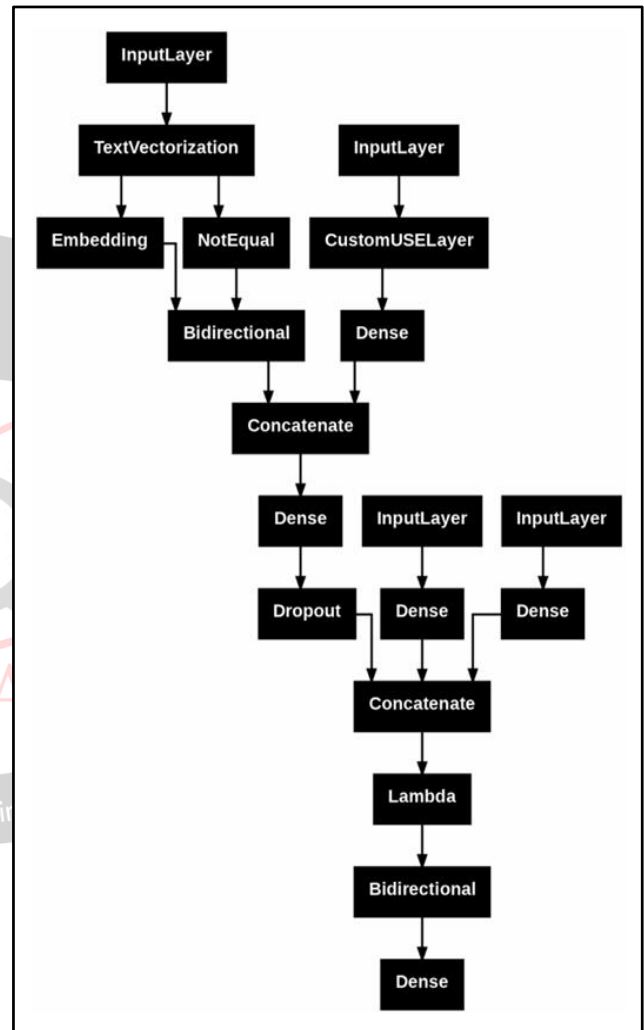 InputLayer
TextVectorization InputLayer
Embedding NotEqual CustomUSELayer
Bidirectional Dense
Concatenate
Dense InputLayer InputLayer
Dropout Dense Dense
Concatenate
Lambda
Bidirectional
Dense